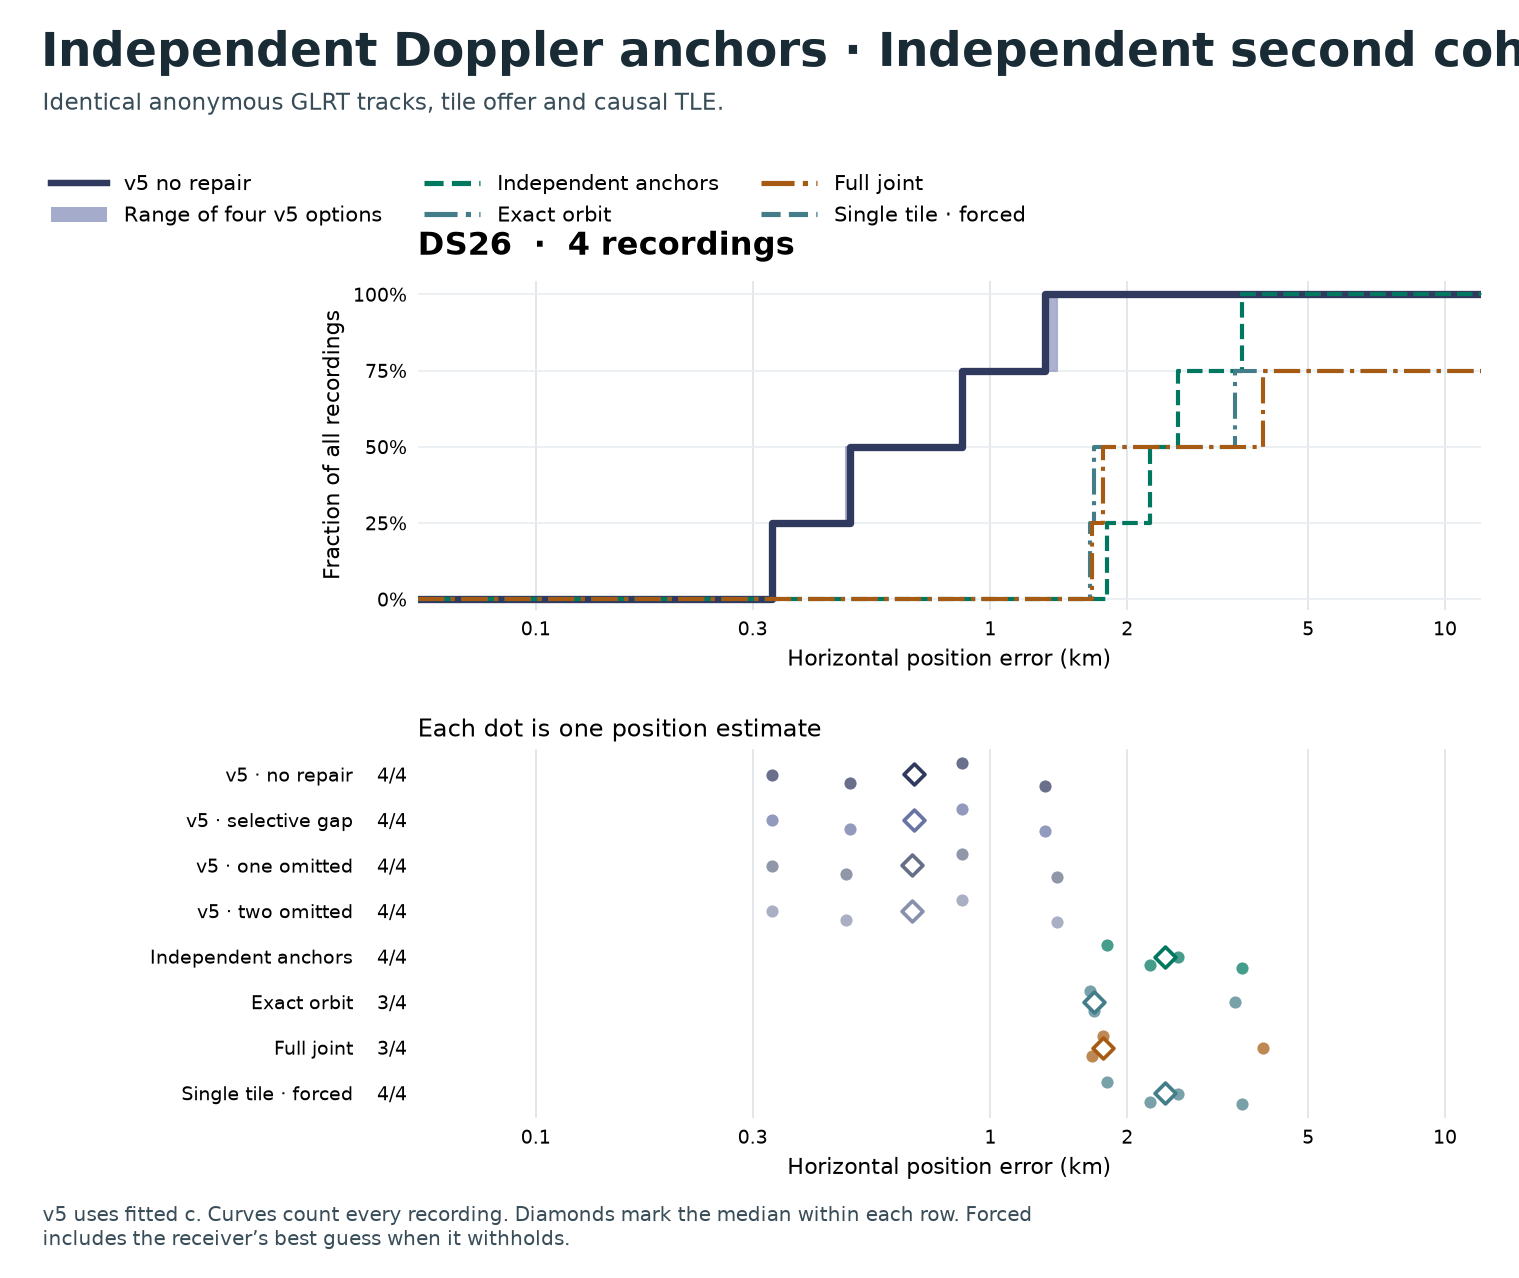 Independent Doppler anchors · Independent second coh
Identical anonymous GLRT tracks, tile offer and causal TLE.
v5 no repair
Independent anchors
Full joint
Range of four v5 options
Exact orbit
Single tile · forced
DS26 · 4 recordings
100%
75%
50%
25%
0%
Fraction of all recordings
0.1 0.3 1 2 5 10
Horizontal position error (km)
Each dot is one position estimate
v5 · no repair 4/4
v5 · selective gap 4/4
v5 · one omitted 4/4
v5 · two omitted 4/4
Independent anchors 4/4
Exact orbit 3/4
Full joint 3/4
Single tile · forced 4/4
0.1 0.3 1 2 5 10
Horizontal position error (km)
v5 uses fitted c. Curves count every recording. Diamonds mark the median within each row. Forced
includes the receiver’s best guess when it withholds.